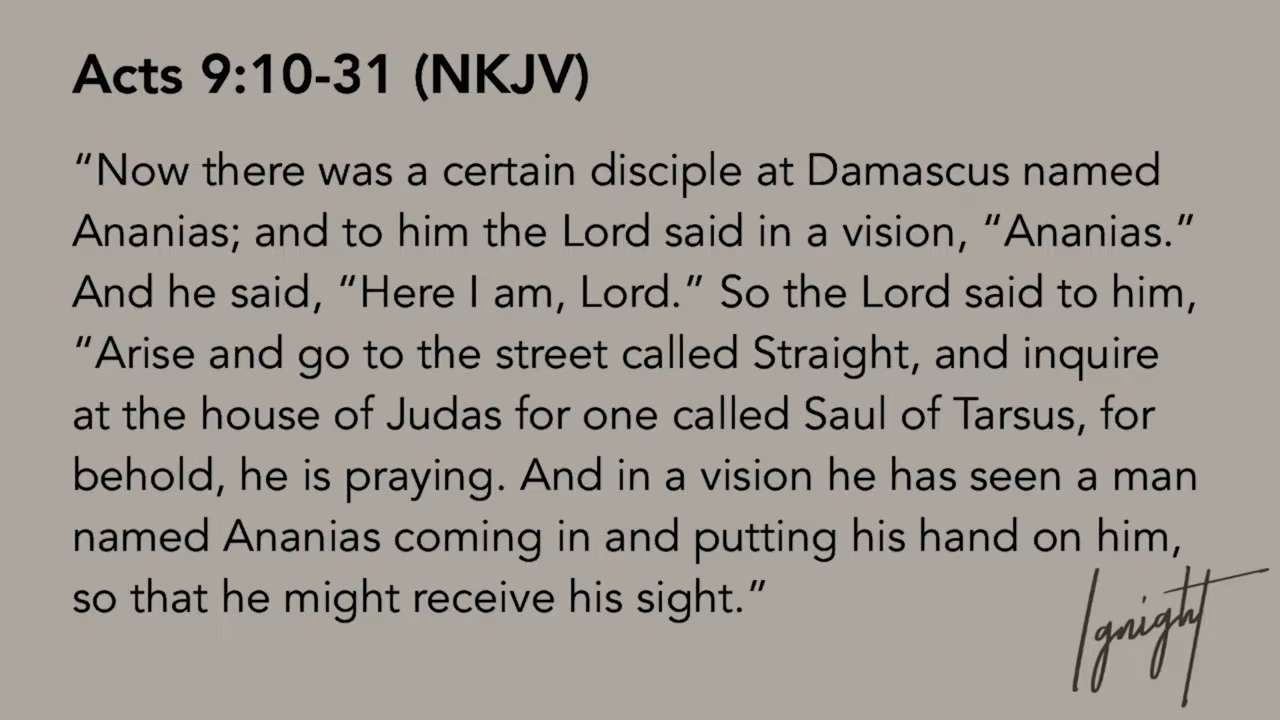 Acts 9:10-31 (NKJV)
“Now there was a certain disciple at Damascus named
Ananias; and to him the Lord said in a vision, “Ananias.”
And he said, “Here I am, Lord.” So the Lord said to him,
“Arise and go to the street called Straight, and inquire
at the house of Judas for one called Saul of Tarsus, for
behold, he is praying. And in a vision he has seen a man
named Ananias coming in and putting his hand on him,
so that he might receive his sight.”
Ignight